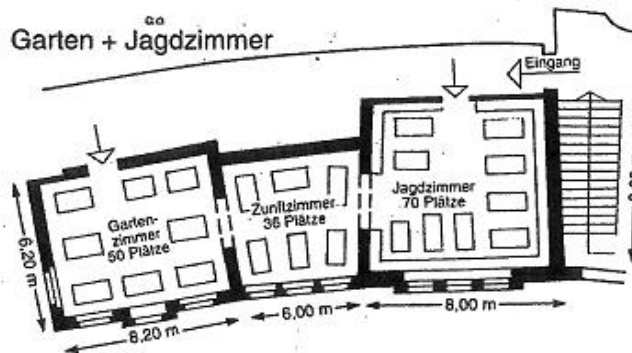 Garten + Jagdzimmer
Eingang
Garten-
zimmer
50 Plätze
Zunftzimmer
36 Plätze
Jagdzimmer
70 Plätze
6,20 m
8,20 m
6,00 m
8,00 m